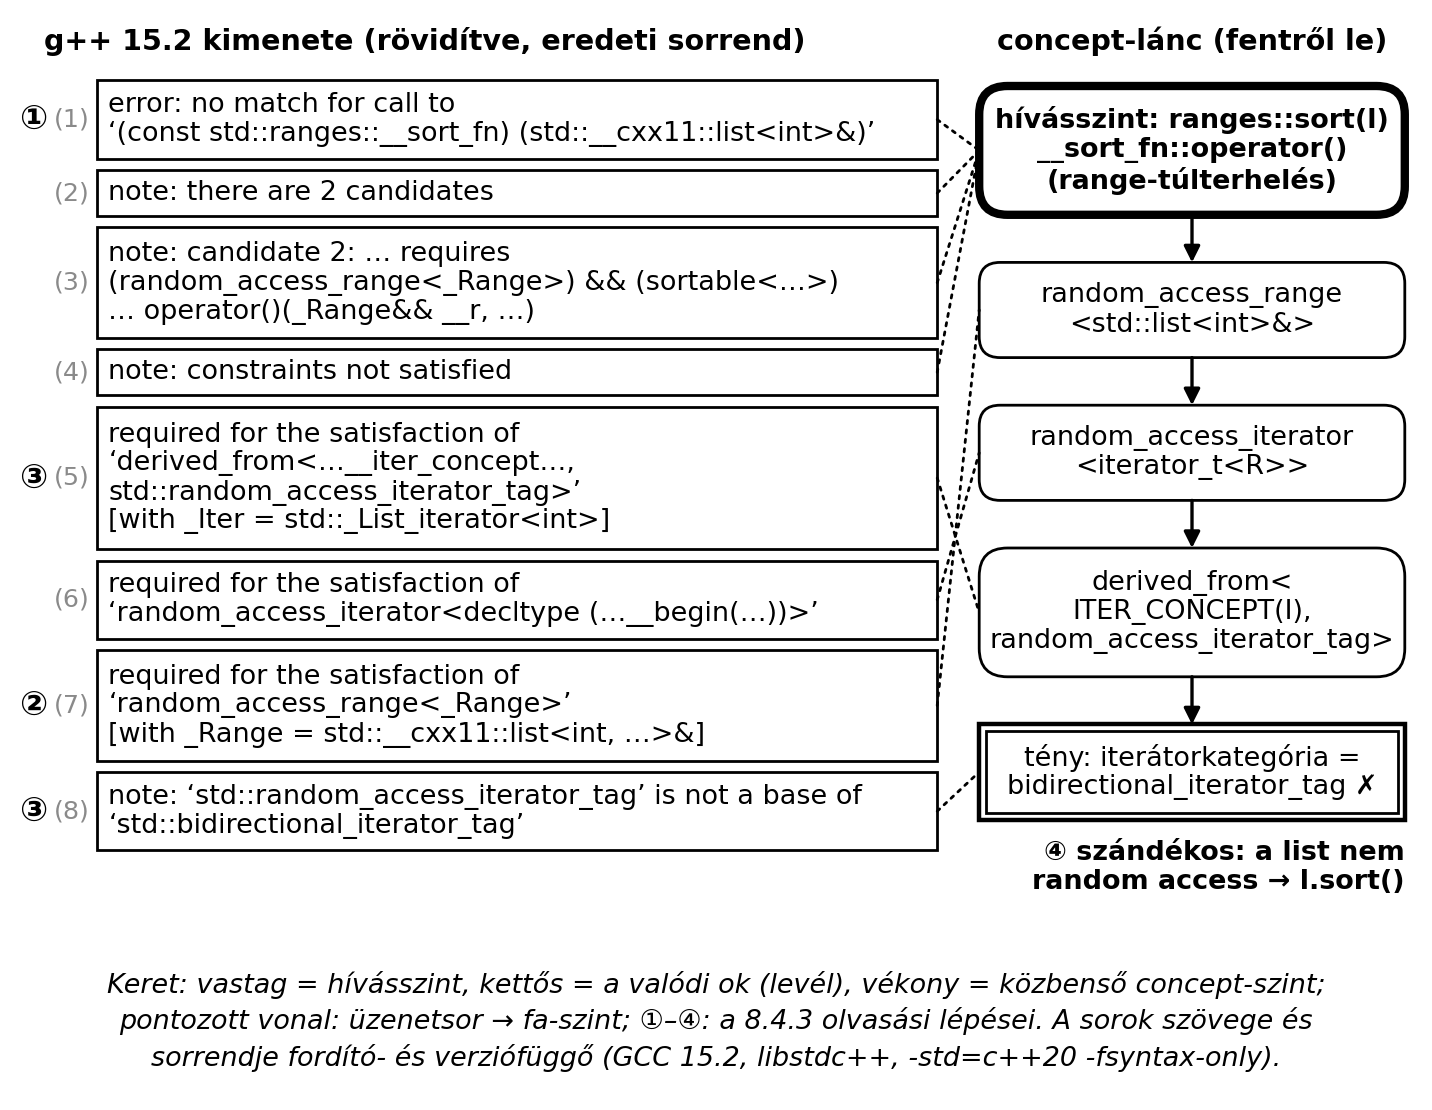 g++ 15.2 kimenete (rövidítve, eredeti sorrend)
① (1)
error: no match for call to
‘(const std::ranges::__sort_fn) (std::__cxx11::list<int>&)’
(2)
note: there are 2 candidates
(3)
note: candidate 2: … requires
(random_access_range<_Range>) && (sortable<…>)
… operator()(_Range&& __r, …)
(4)
note: constraints not satisfied
③ (5)
required for the satisfaction of
‘derived_from<…__iter_concept…,
std::random_access_iterator_tag>’
[with _Iter = std::_List_iterator<int>]
(6)
required for the satisfaction of
‘random_access_iterator<decltype (…__begin(…))>’
② (7)
required for the satisfaction of
‘random_access_range<_Range>’
[with _Range = std::__cxx11::list<int, …>&]
③ (8)
note: ‘std::random_access_iterator_tag’ is not a base of
‘std::bidirectional_iterator_tag’
concept-lánc (fentről le)
hívásszint: ranges::sort(l)
__sort_fn::operator()
(range-túlterhelés)
random_access_range
<std::list<int>&>
random_access_iterator
<iterator_t<R>>
derived_from<
ITER_CONCEPT(I),
random_access_iterator_tag>
tény: iterátorkategória =
bidirectional_iterator_tag ✗
④ szándékos: a list nem
random access → l.sort()
Keret: vastag = hívásszint, kettős = a valódi ok (levél), vékony = közbenső concept-szint;
pontozott vonal: üzenetsor → fa-szint; ①–④: a 8.4.3 olvasási lépései. A sorok szövege és
sorrendje fordító- és verziófüggő (GCC 15.2, libstdc++, -std=c++20 -fsyntax-only).